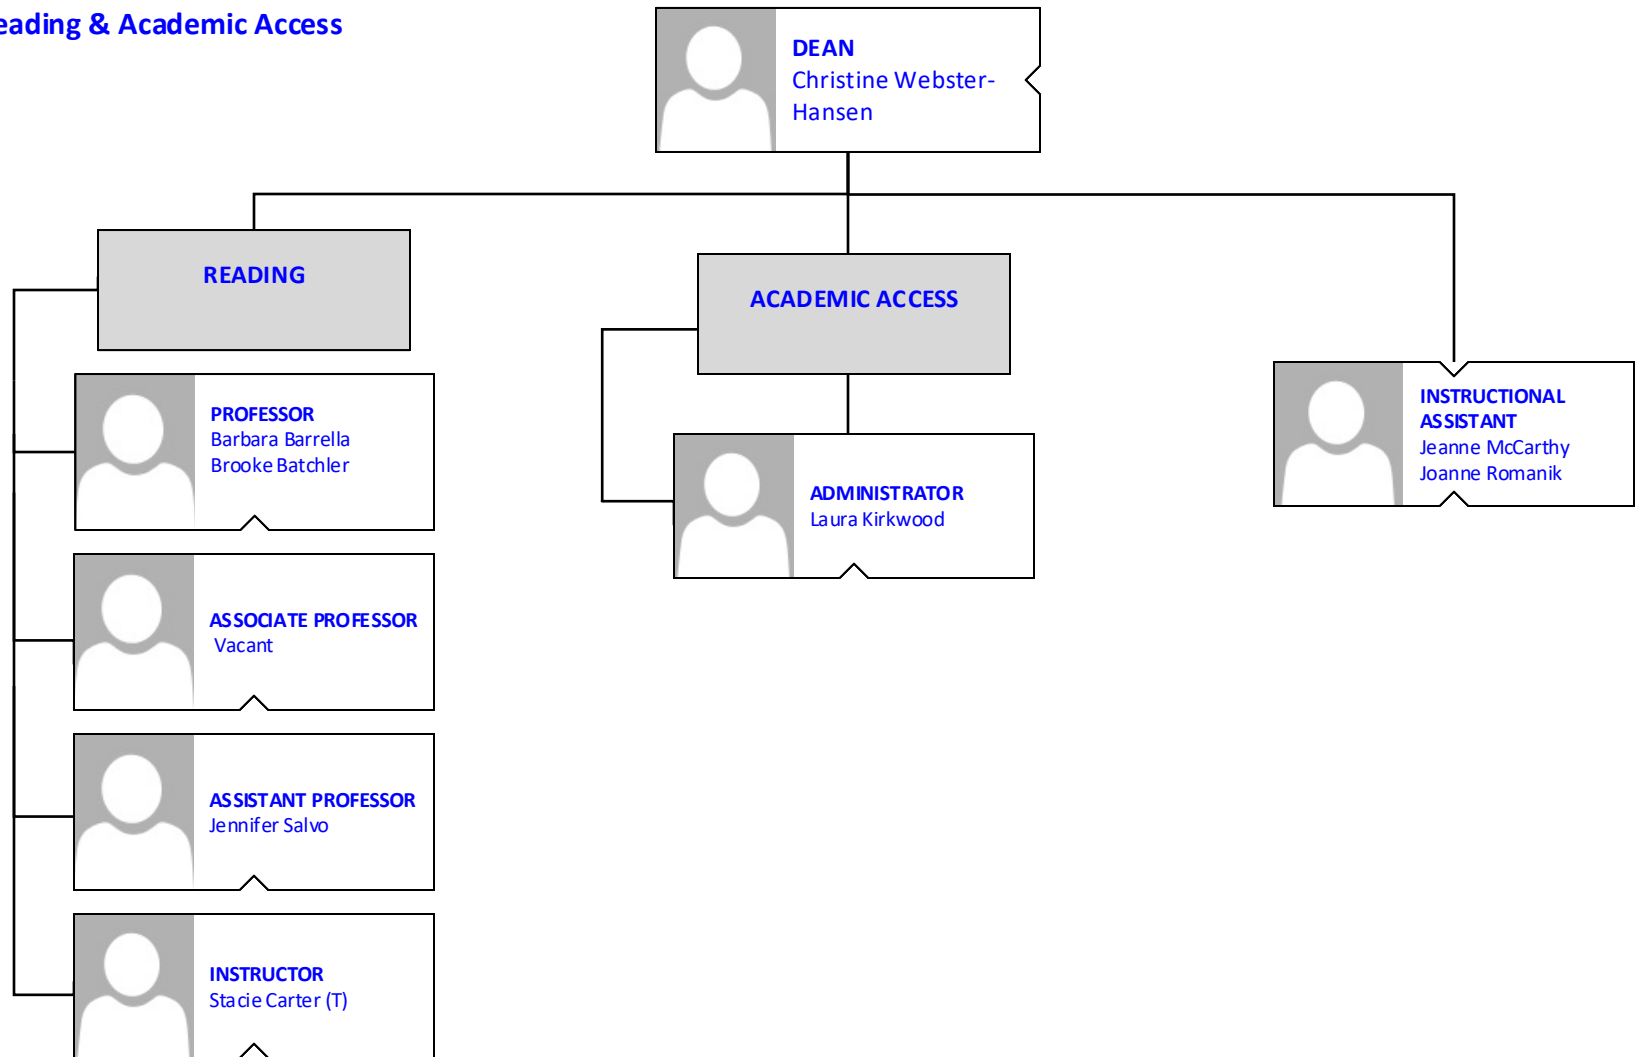 eading & Academic Access
DEAN
Christine Webster-
Hansen
READING
ACADEMIC ACCESS
PROFESSOR
Barbara Barrella
Brooke Batchler
INSTRUCTIONAL
ASSISTANT
Jeanne McCarthy
Joanne Romanik
ADMINISTRATOR
Laura Kirkwood
ASSOCIATE PROFESSOR
Vacant
ASSISTANT PROFESSOR
Jennifer Salvo
INSTRUCTOR
Stacie Carter (T)